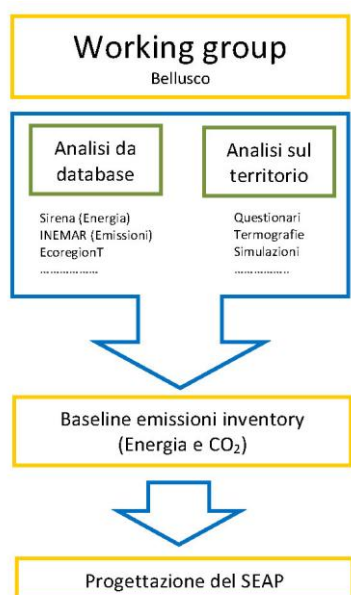 Working group
Bellusco
Analisi da
database
Sirena (Energia)
INEMAR (Emissioni)
EcoregionT
………………
Analisi sul
territorio
Questionari
Termografie
Simulazioni
……………..
Baseline emissioni inventory
(Energia e CO₂)
Progettazione del SEAP